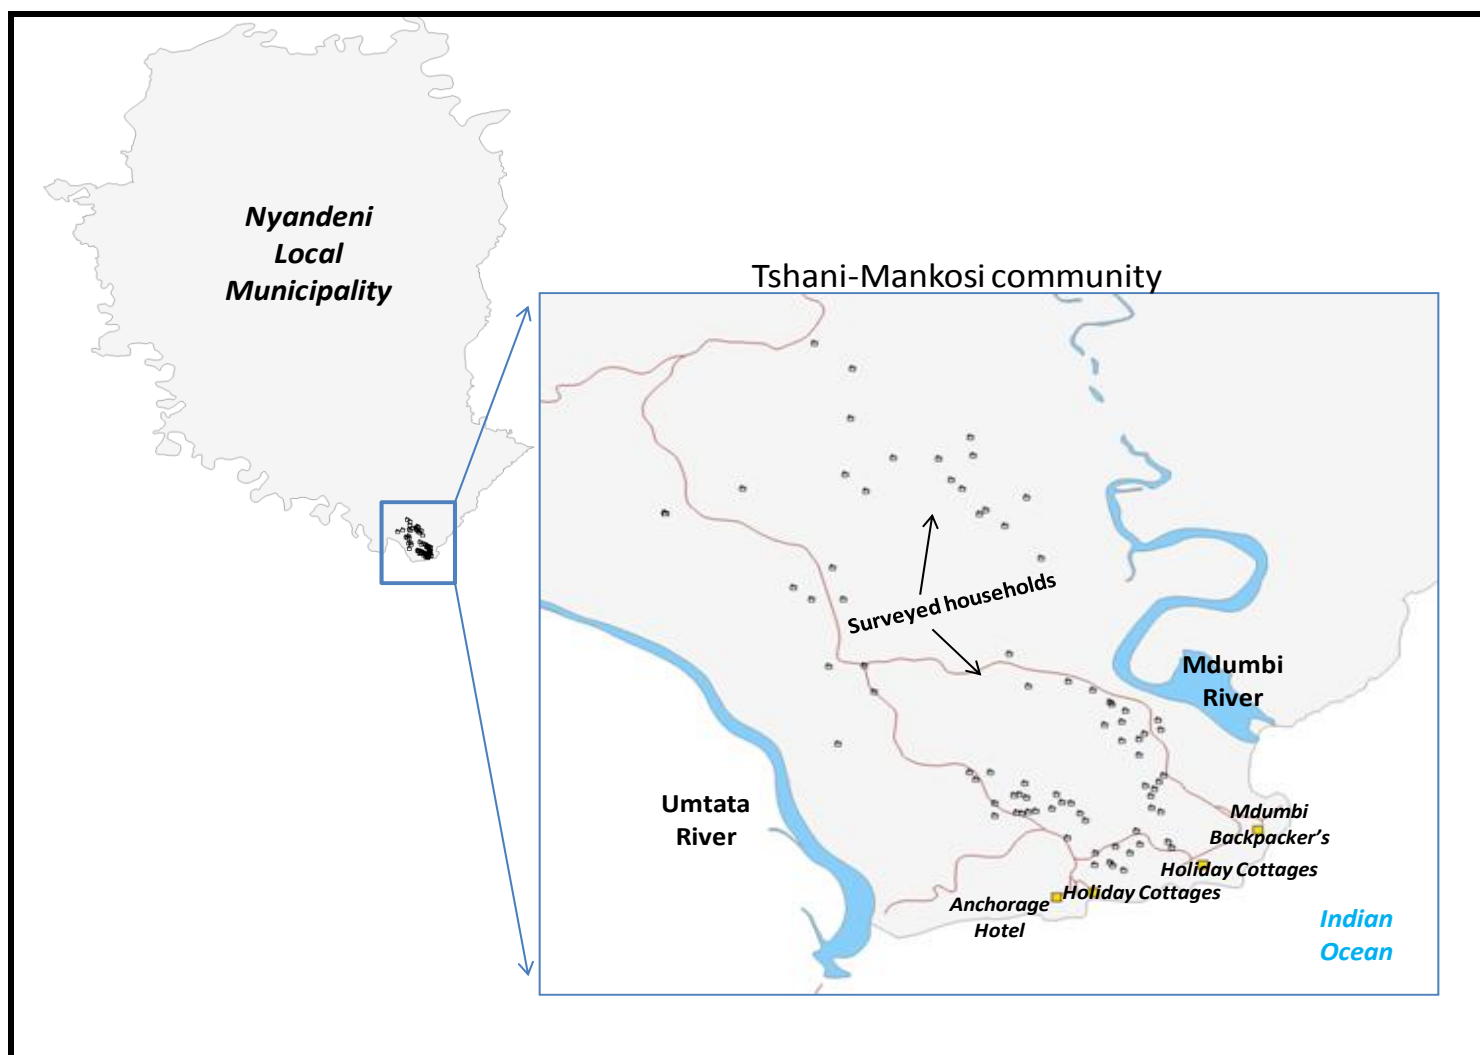 Nyandeni
Local
Municipality
Tshani-Mankosi community
Surveyed households
Mdumbi
River
Umtata
River
Mdumbi
Backpacker's
Holiday Cottages
Holiday Cottages
Anchorage
Hotel
Indian
Ocean